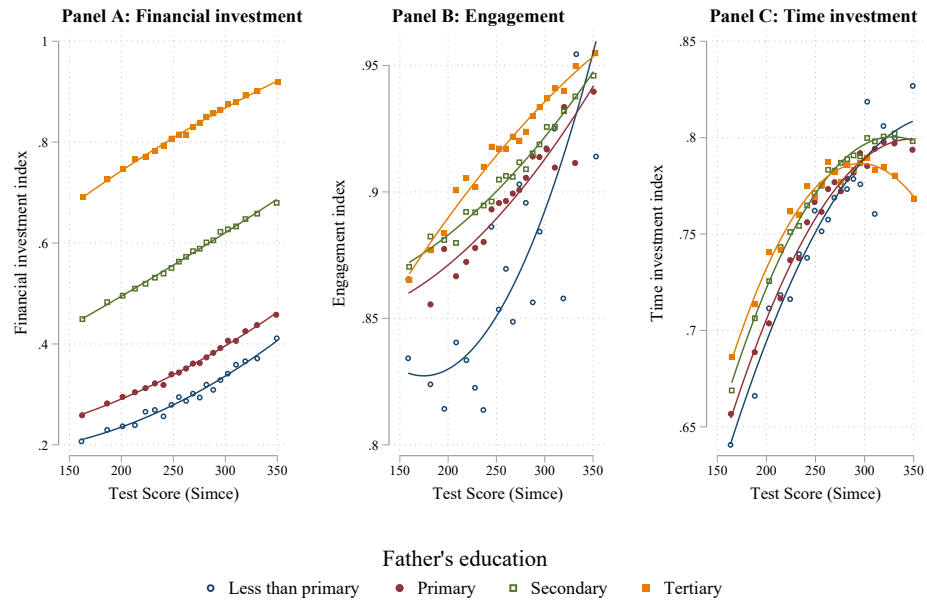 Panel A: Financial investment
Panel B: Engagement
Panel C: Time investment
Financial investment index
1
.8
.6
.4
.2
150 200 250 300 350
Test Score (Simce)
Engagement index
.95
.9
.85
.8
150 200 250 300 350
Test Score (Simce)
Time investment index
.85
.8
.75
.7
.65
150 200 250 300 350
Test Score (Simce)
Father's education
Less than primary Primary Secondary Tertiary